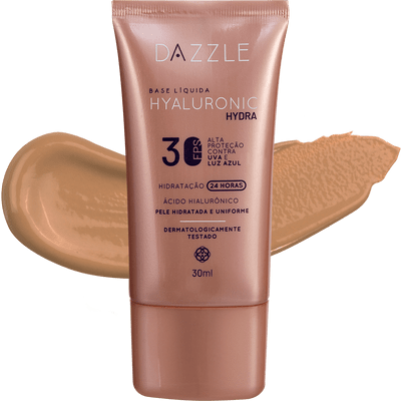 DAZZLE
BASE LÍQUIDA
HYALURONIC
HYDRA
30 FPS
ALTA
PROTEÇÃO
CONTRA
UVA E
LUZ AZUL
HIDRATAÇÃO 24 HORAS
ÁCIDO HIALURÔNICO
PELE HIDRATADA E UNIFORME
DERMATOLOGICAMENTE
TESTADO
30ml